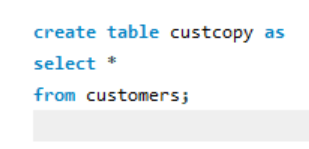 create table custcopy as
select *
from customers;